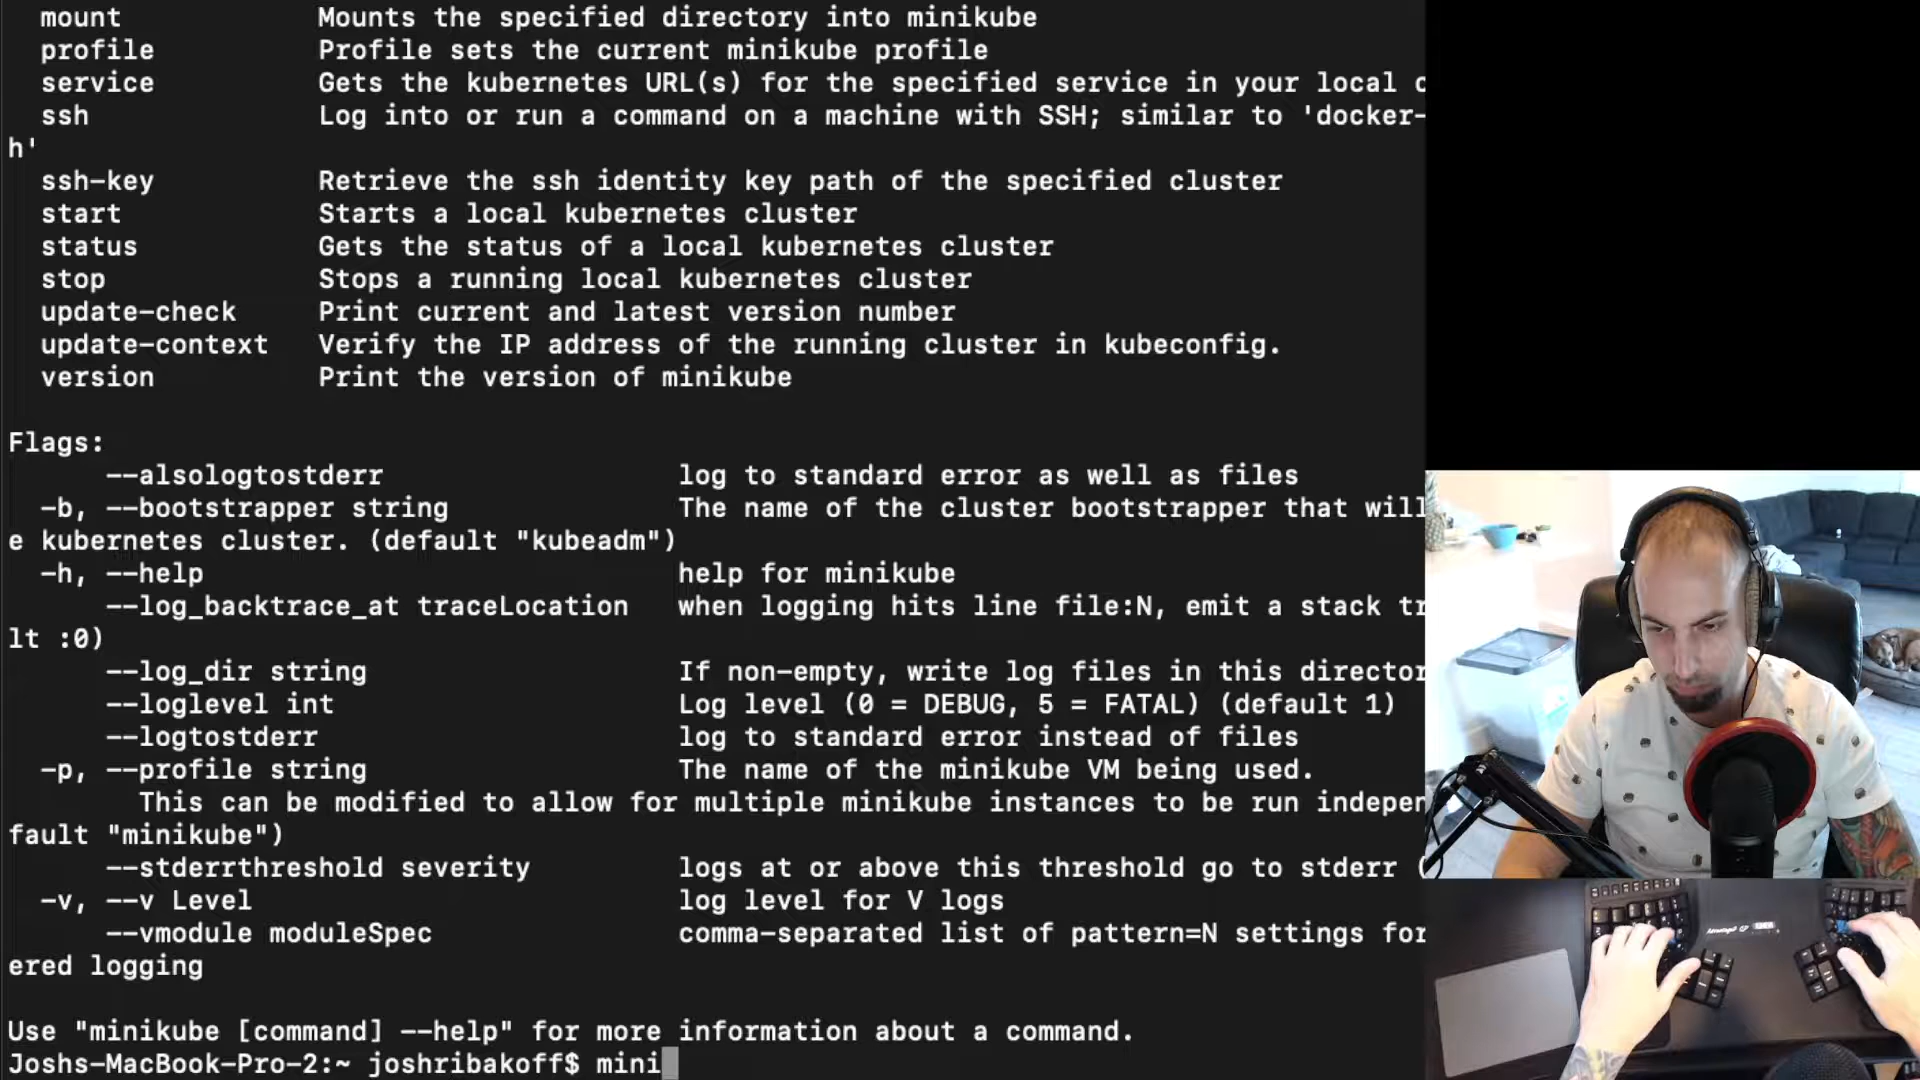 mount Mounts the specified directory into minikube
profile Profile sets the current minikube profile
service Gets the kubernetes URL(s) for the specified service in your local c
ssh Log into or run a command on a machine with SSH; similar to 'docker-
h'
ssh-key Retrieve the ssh identity key path of the specified cluster
start Starts a local kubernetes cluster
status Gets the status of a local kubernetes cluster
stop Stops a running local kubernetes cluster
update-check Print current and latest version number
update-context Verify the IP address of the running cluster in kubeconfig.
version Print the version of minikube
Flags:
--alsologtostderr log to standard error as well as files
-b, --bootstrapper string The name of the cluster bootstrapper that will
e kubernetes cluster. (default "kubeadm")
-h, --help help for minikube
--log_backtrace_at traceLocation when logging hits line file:N, emit a stack tr
lt :0)
--log_dir string If non-empty, write log files in this director
--loglevel int Log level (0 = DEBUG, 5 = FATAL) (default 1)
--logtostderr log to standard error instead of files
-p, --profile string The name of the minikube VM being used.
This can be modified to allow for multiple minikube instances to be run indepen
fault "minikube")
--stderrthreshold severity logs at or above this threshold go to stderr (
-v, --v Level log level for V logs
--vmodule moduleSpec comma-separated list of pattern=N settings for
ered logging
Use "minikube [command] --help" for more information about a command.
Joshs-MacBook-Pro-2:~ joshribakoff$ mini